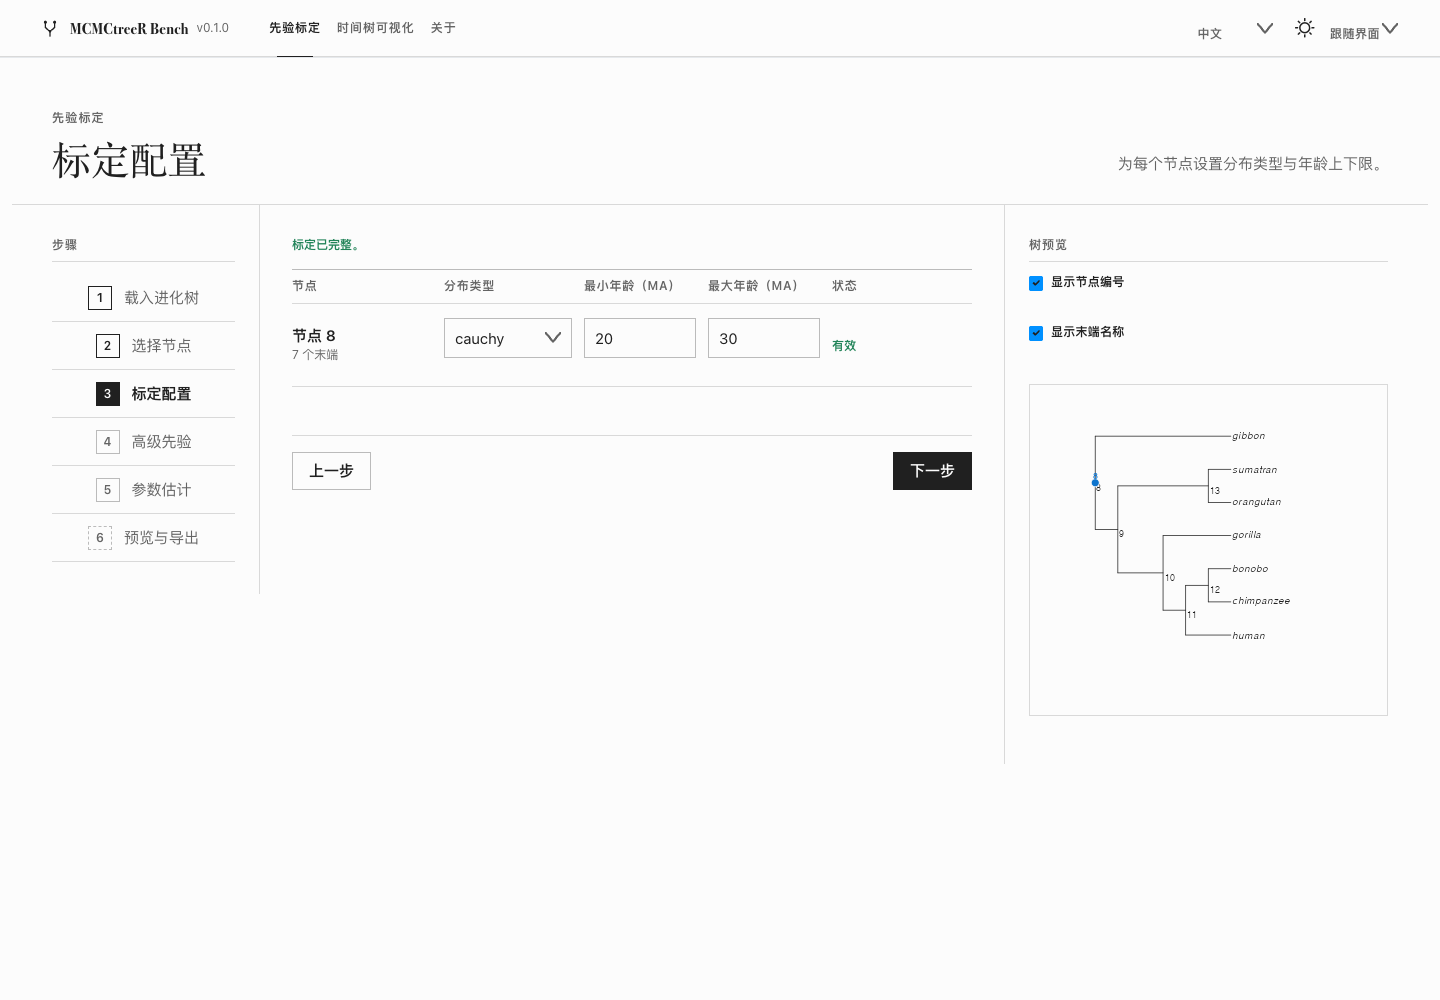 MCMCtreeR Bench v0.1.0 先验标定 时间树可视化 关于 中文 跟随界面
先验标定
标定配置
为每个节点设置分布类型与年龄上下限。
步骤
1 载入进化树
2 选择节点
3 标定配置
4 高级先验
5 参数估计
6 预览与导出
标定已完整。
节点 分布类型 最小年龄（MA） 最大年龄（MA） 状态
节点 8
7 个末端
cauchy 20 30 有效
上一步 下一步
树预览
显示节点编号
显示末端名称
gibbon
sumatran
8
13
orangutan
9
gorilla
bonobo
10
12
chimpanzee
11
human